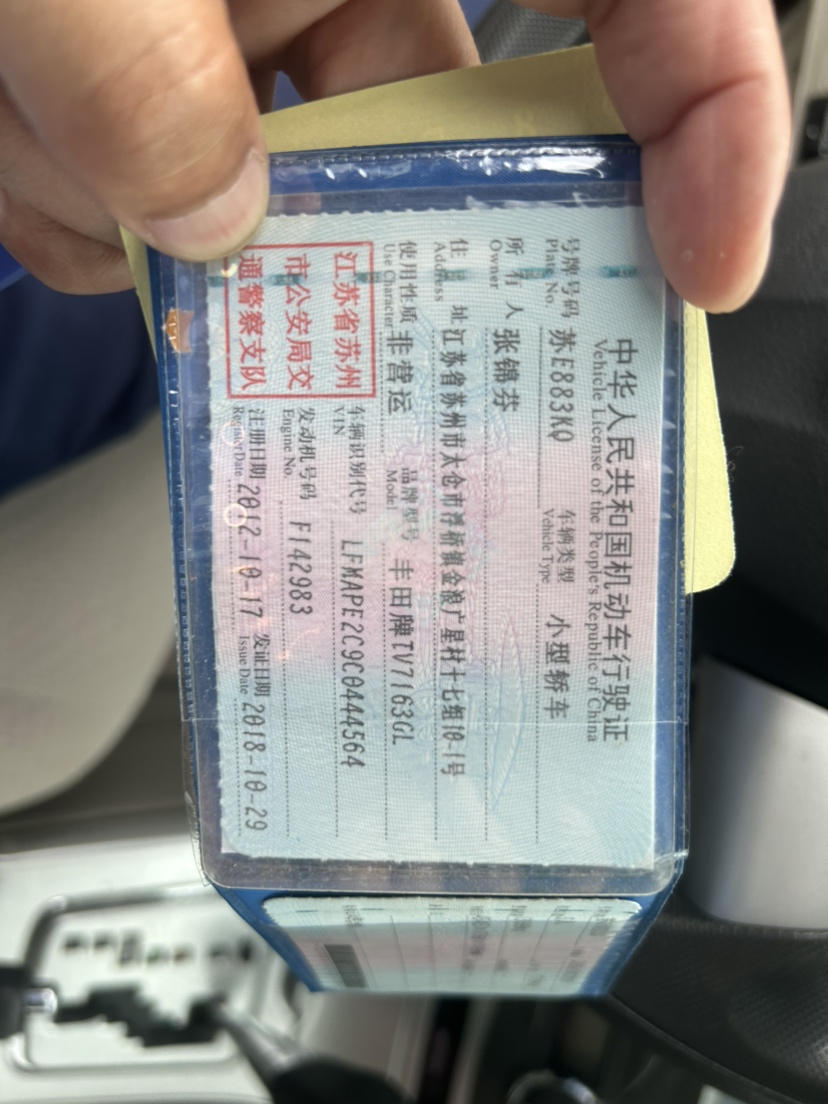 中华人民共和国机动车行驶证
Vehicle License of the People's Republic of China
号牌号码 苏E883KQ 车辆类型 小型轿车
Plate No. Vehicle Type
所有人 张锦芬
Owner
住址 江苏省苏州市太仓市浮桥镇金浪广星村十七组10-1号
Address
使用性质 非营运 品牌型号 丰田牌TV7163GL
Use Character Model
江苏省苏州
市公安局交
通警察支队
车辆识别代号 LFMAPE2C9C0444564
VIN
发动机号码 F142983
Engine No.
注册日期 2012-10-17 发证日期 2018-10-29
Register Date Issue Date